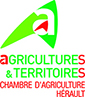 AGRICULTURES
& TERRITOIRES
CHAMBRE D'AGRICULTURE
HÉRAULT